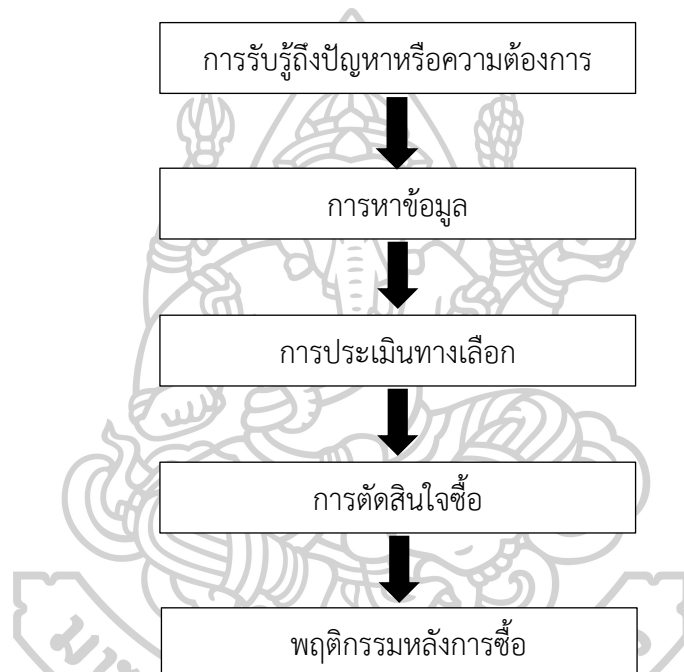 การรับรู้ถึงปัญหาหรือความต้องการ
การหาข้อมูล
การประเมินทางเลือก
การตัดสินใจซื้อ
พฤติกรรมหลังการซื้อ